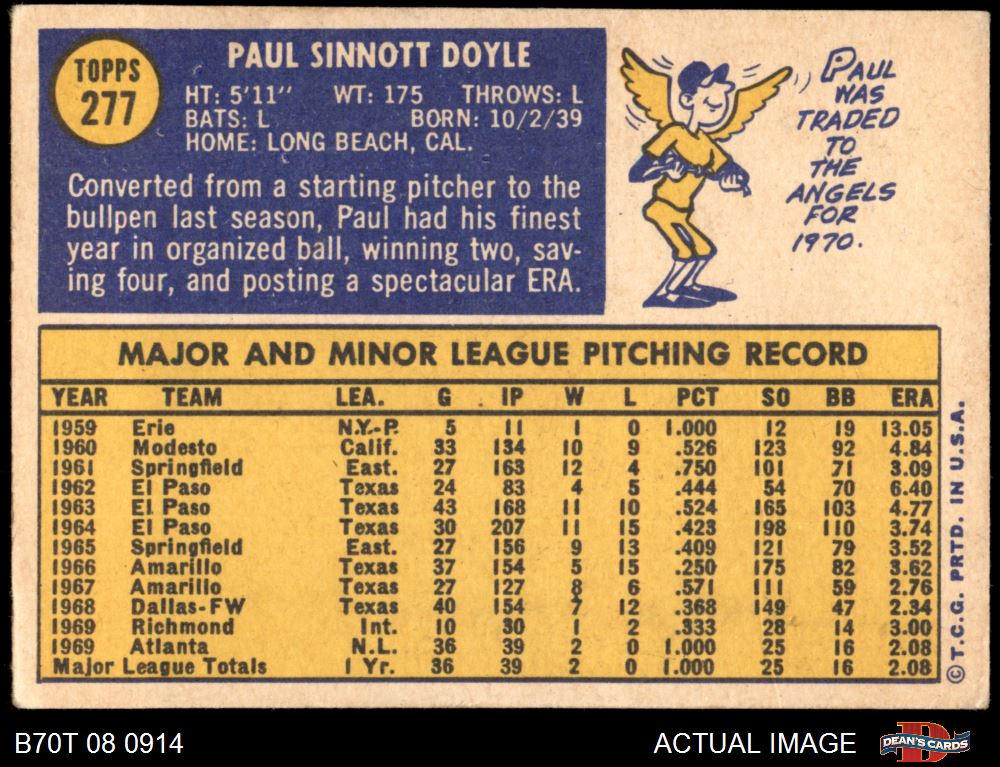 TOPPS
277
PAUL SINNOTT DOYLE
HT: 5'11" WT: 175 THROWS: L
BATS: L BORN: 10/2/39
HOME: LONG BEACH, CAL.
Converted from a starting pitcher to the
bullpen last season, Paul had his finest
year in organized ball, winning two, sav-
ing four, and posting a spectacular ERA.
PAUL
WAS
TRADED
TO
THE
ANGELS
FOR
1970.
MAJOR AND MINOR LEAGUE PITCHING RECORD
YEAR TEAM LEA. G IP W L PCT SO BB ERA
1959 Erie N.Y.-P. 5 11 1 0 1.000 12 19 13.05
1960 Modesto Calif. 33 134 10 9 .526 123 92 4.84
1961 Springfield East. 27 163 12 4 .750 101 71 3.09
1962 El Paso Texas 24 83 4 5 .444 54 70 6.40
1963 El Paso Texas 43 168 11 10 .524 165 103 4.77
1964 El Paso Texas 30 207 11 15 .423 198 110 3.74
1965 Springfield East. 27 156 9 13 .409 121 79 3.52
1966 Amarillo Texas 37 154 5 15 .250 175 82 3.62
1967 Amarillo Texas 27 127 8 6 .571 111 59 2.76
1968 Dallas-FW Texas 40 154 7 12 .368 149 47 2.34
1969 Richmond Int. 10 30 1 2 .333 28 14 3.00
1969 Atlanta N.L. 36 39 2 0 1.000 25 16 2.08
Major League Totals 1 Yr. 36 39 2 0 1.000 25 16 2.08
© T.C.G. PRTD. IN U.S.A.
B70T 08 0914
ACTUAL IMAGE
DEAN'S CARDS